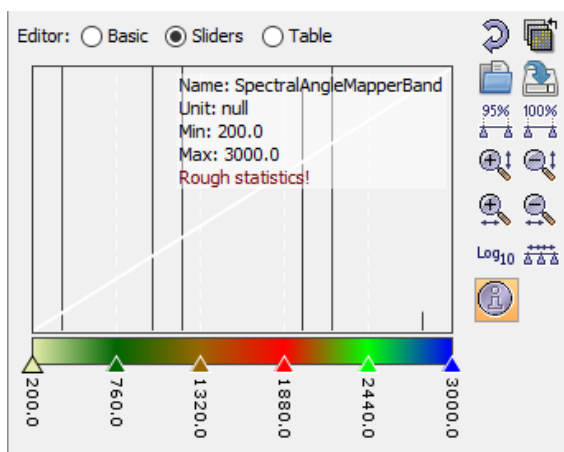 Editor: Basic Sliders Table
Name: SpectralAngleMapperBand
Unit: null
Min: 200.0
Max: 3000.0
Rough statistics!
95% 100%
Log10
200.0 760.0 1320.0 1880.0 2440.0 3000.0